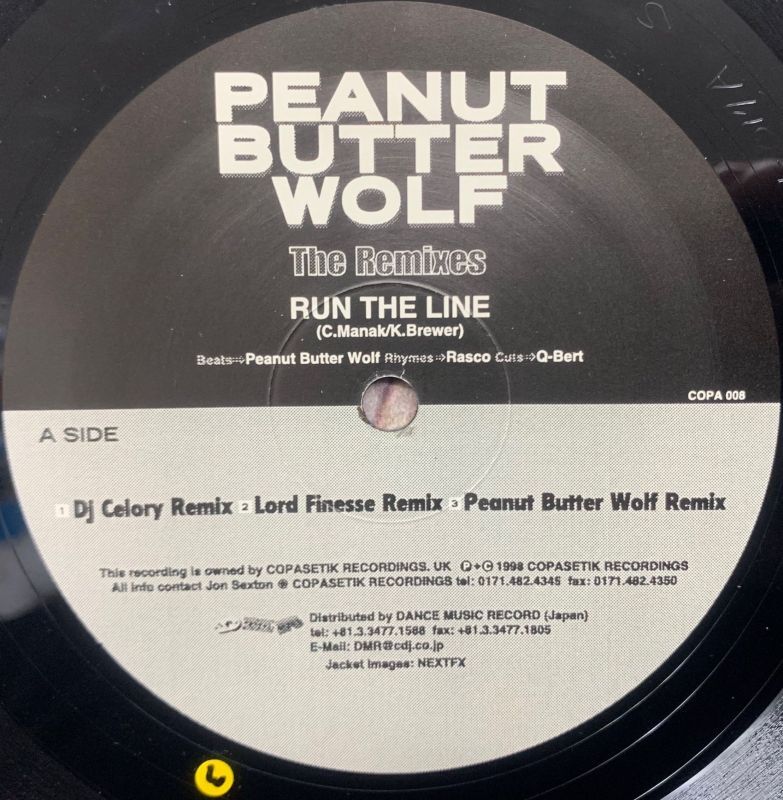 PEANUT
BUTTER
WOLF
The Remixes
RUN THE LINE
(C.Manak/K.Brewer)
Beats⇒Peanut Butter Wolf Rhymes⇒Rasco Cuts⇒Q-Bert
COPA 008
A SIDE
1 Dj Celory Remix 2 Lord Finesse Remix 3 Peanut Butter Wolf Remix
This recording is owned by COPASETIK RECORDINGS. UK ℗+© 1998 COPASETIK RECORDINGS
All info contact Jon Sexton @ COPASETIK RECORDINGS tel: 0171.482.4345 fax: 0171.482.4350
Distributed by DANCE MUSIC RECORD (Japan)
tel: +81.3.3477.1568 fax: +81.3.3477.1805
E-Mail: DMR@cdj.co.jp
Jacket Images: NEXTFX